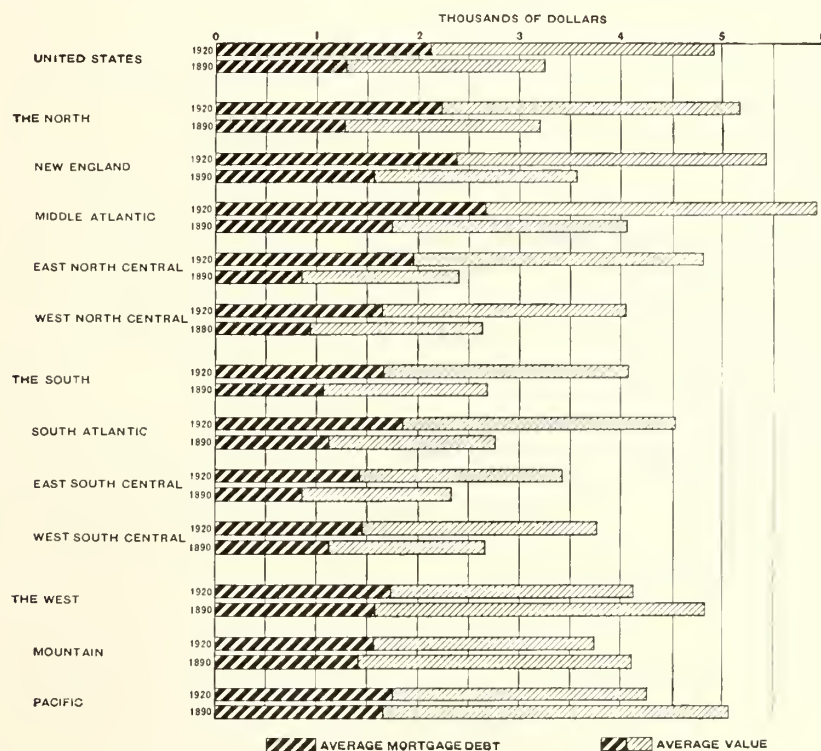 THOUSANDS OF DOLLARS
0 1 2 3 4 5 6
UNITED STATES
1920
1890
THE NORTH
1920
1890
NEW ENGLAND
1920
1890
MIDDLE ATLANTIC
1920
1890
EAST NORTH CENTRAL
1920
1890
WEST NORTH CENTRAL
1920
1880
THE SOUTH
1920
1890
SOUTH ATLANTIC
1920
1890
EAST SOUTH CENTRAL
1920
1890
WEST SOUTH CENTRAL
1920
1890
THE WEST
1920
1890
MOUNTAIN
1920
1890
PACIFIC
1920
1890
AVERAGE MORTGAGE DEBT AVERAGE VALUE